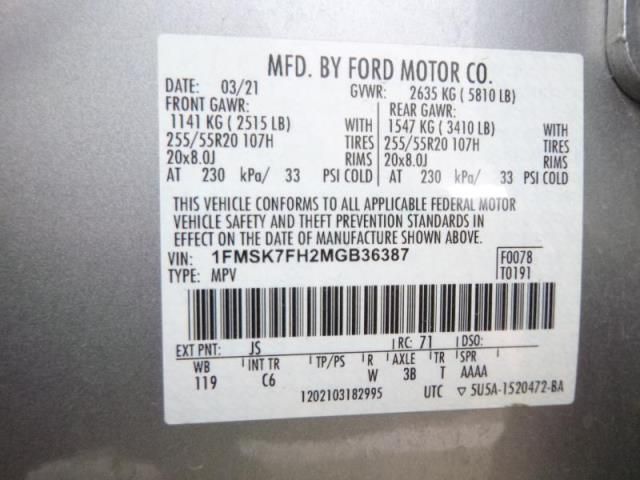 MFD. BY FORD MOTOR CO.
DATE: 03/21 GVWR: 2635 KG ( 5810 LB)
FRONT GAWR: REAR GAWR:
1141 KG ( 2515 LB) WITH 1547 KG ( 3410 LB) WITH
255/55R20 107H TIRES 255/55R20 107H TIRES
20x8.0J RIMS 20x8.0J RIMS
AT 230 kPa/ 33 PSI COLD AT 230 kPa/ 33 PSI COLD
THIS VEHICLE CONFORMS TO ALL APPLICABLE FEDERAL MOTOR
VEHICLE SAFETY AND THEFT PREVENTION STANDARDS IN
EFFECT ON THE DATE OF MANUFACTURE SHOWN ABOVE.
VIN: 1FMSK7FH2MGB36387 F0078
TYPE: MPV T0191
EXT PNT: JS RC: 71 DSO:
WB INT TR TP/PS R AXLE TR SPR
119 C6 W 3B T AAAA
1202103182995 UTC ▽ 5U5A-1520472-BA